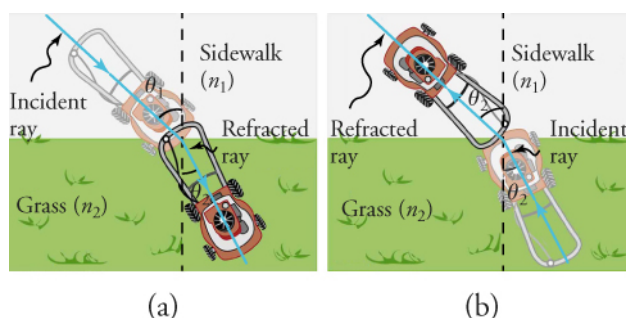 Sidewalk
(n₁)
θ₁
Incident
ray
Refracted
ray
θ
Grass (n₂)
(a)
Sidewalk
(n₁)
θ₂
Refracted
ray
Incident
ray
θ₂
Grass (n₂)
(b)